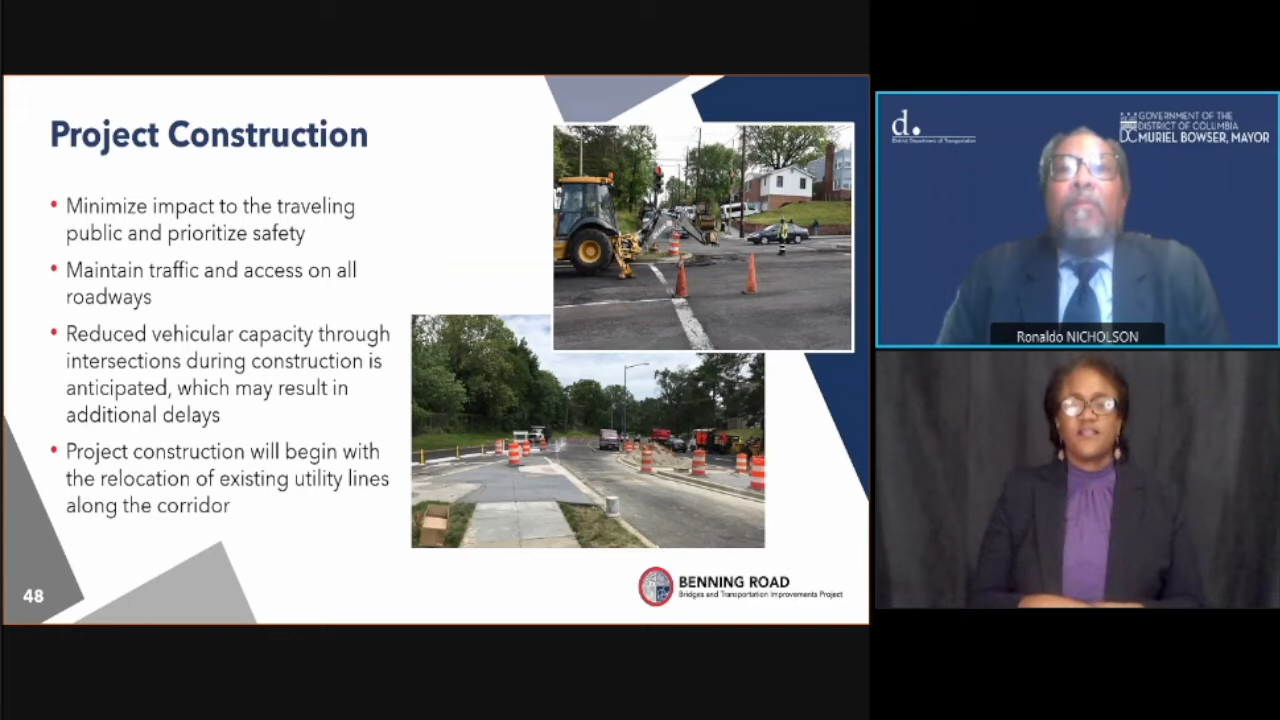 Project Construction
• Minimize impact to the traveling
public and prioritize safety
• Maintain traffic and access on all
roadways
• Reduced vehicular capacity through
intersections during construction is
anticipated, which may result in
additional delays
• Project construction will begin with
the relocation of existing utility lines
along the corridor
48
BENNING ROAD
Bridges and Transportation Improvements Project
d.
District Department of Transportation
GOVERNMENT OF THE
DISTRICT OF COLUMBIA
DC MURIEL BOWSER, MAYOR
Ronaldo NICHOLSON